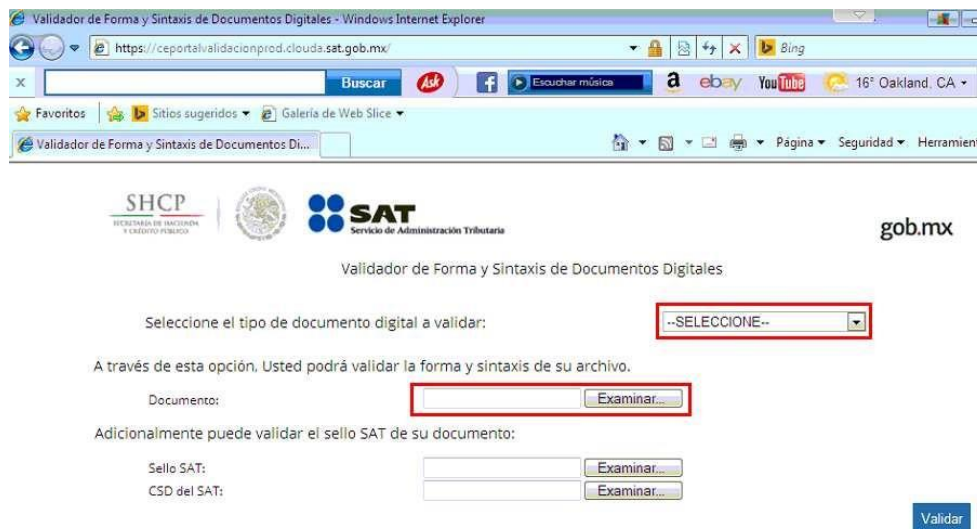 Validador de Forma y Sintaxis de Documentos Digitales - Windows Internet Explorer
https://ceportalvalidacionprod.clouda.sat.gob.mx/
Bing
x Buscar Ask f Escuchar música a ebay YouTube 16° Oakland, CA
Favoritos Sitios sugeridos Galería de Web Slice
Validador de Forma y Sintaxis de Documentos Di... Página Seguridad Herramien
SHCP
SECRETARÍA DE HACIENDA
Y CRÉDITO PÚBLICO
SAT
Servicio de Administración Tributaria
gob.mx
Validador de Forma y Sintaxis de Documentos Digitales
Seleccione el tipo de documento digital a validar: --SELECCIONE--
A través de esta opción, Usted podrá validar la forma y sintaxis de su archivo.
Documento: Examinar...
Adicionalmente puede validar el sello SAT de su documento:
Sello SAT: Examinar...
CSD del SAT: Examinar...
Validar